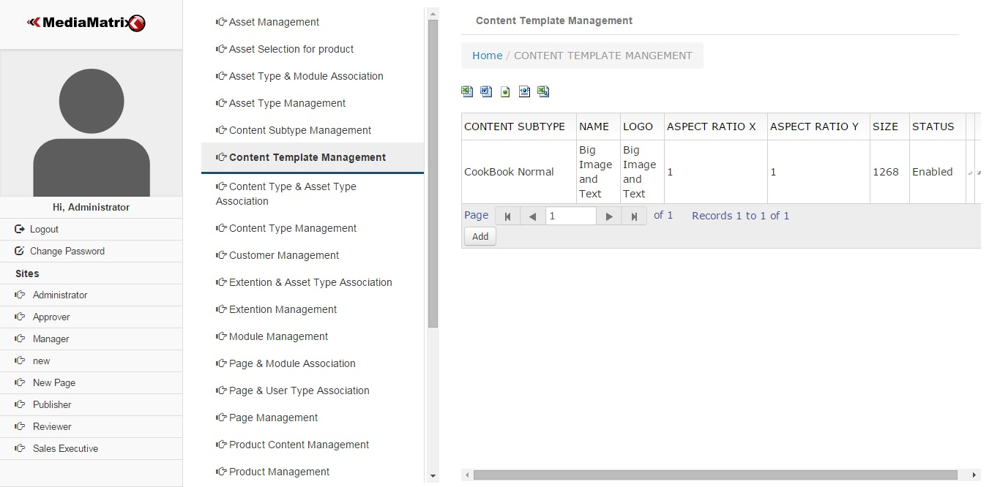 MediaMatrix
Hi, Administrator
Logout
Change Password
Sites
Administrator
Approver
Manager
new
New Page
Publisher
Reviewer
Sales Executive
Asset Management
Asset Selection for product
Asset Type & Module Association
Asset Type Management
Content Subtype Management
Content Template Management
Content Type & Asset Type
Association
Content Type Management
Customer Management
Extention & Asset Type Association
Extention Management
Module Management
Page & Module Association
Page & User Type Association
Page Management
Product Content Management
Product Management
Content Template Management
Home / CONTENT TEMPLATE MANGEMENT
CONTENT SUBTYPE NAME LOGO ASPECT RATIO X ASPECT RATIO Y SIZE STATUS
Big Big
Image Image
CookBook Normal and and 1 1 1268 Enabled
Text Text
Page 1 of 1 Records 1 to 1 of 1
Add